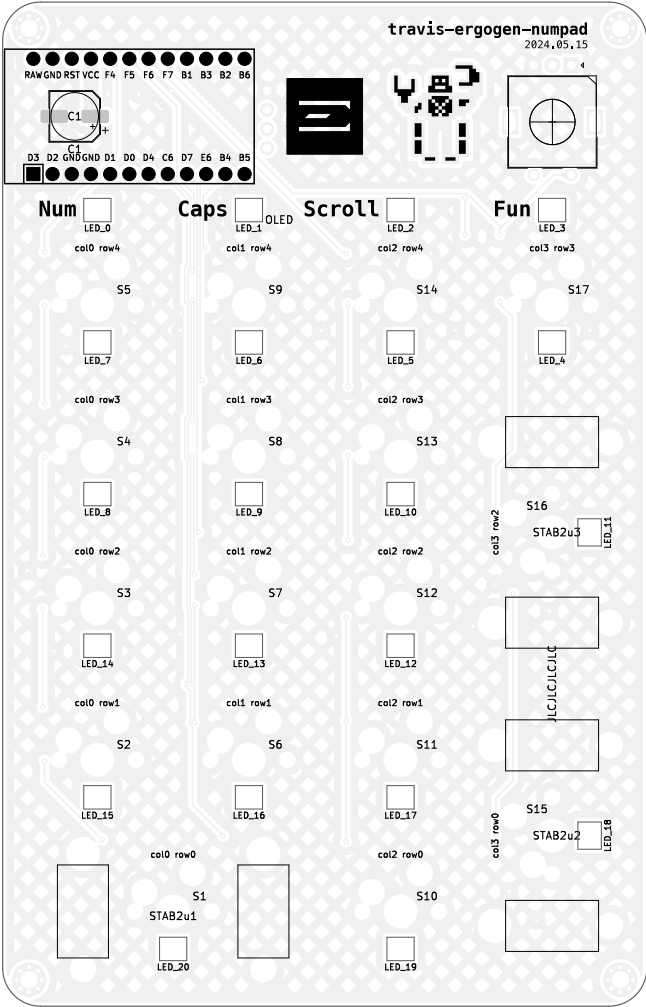 travis-ergogen-numpad
2024.05.15
RAW GND RST VCC F4 F5 F6 F7 B1 B3 B2 B6
C1
+ +
C1
D3 D2 GND GND D1 D0 D4 C6 D7 E6 B4 B5
Num Caps Scroll Fun
OLED
LED_0 LED_1 LED_2 LED_3
col0 row4 col1 row4 col2 row4 col3 row3
S5 S9 S14 S17
LED_7 LED_6 LED_5 LED_4
col0 row3 col1 row3 col2 row3
S4 S8 S13
LED_8 LED_9 LED_10
S16
col3 row2
STAB2u3
LED_11
col0 row2 col1 row2 col2 row2
S3 S7 S12
LED_14 LED_13 LED_12
JLCJLCJLCJLC
col0 row1 col1 row1 col2 row1
S2 S6 S11
LED_15 LED_16 LED_17
S15
col3 row0
STAB2u2
LED_18
col0 row0 col2 row0
S1 S10
STAB2u1
LED_20 LED_19